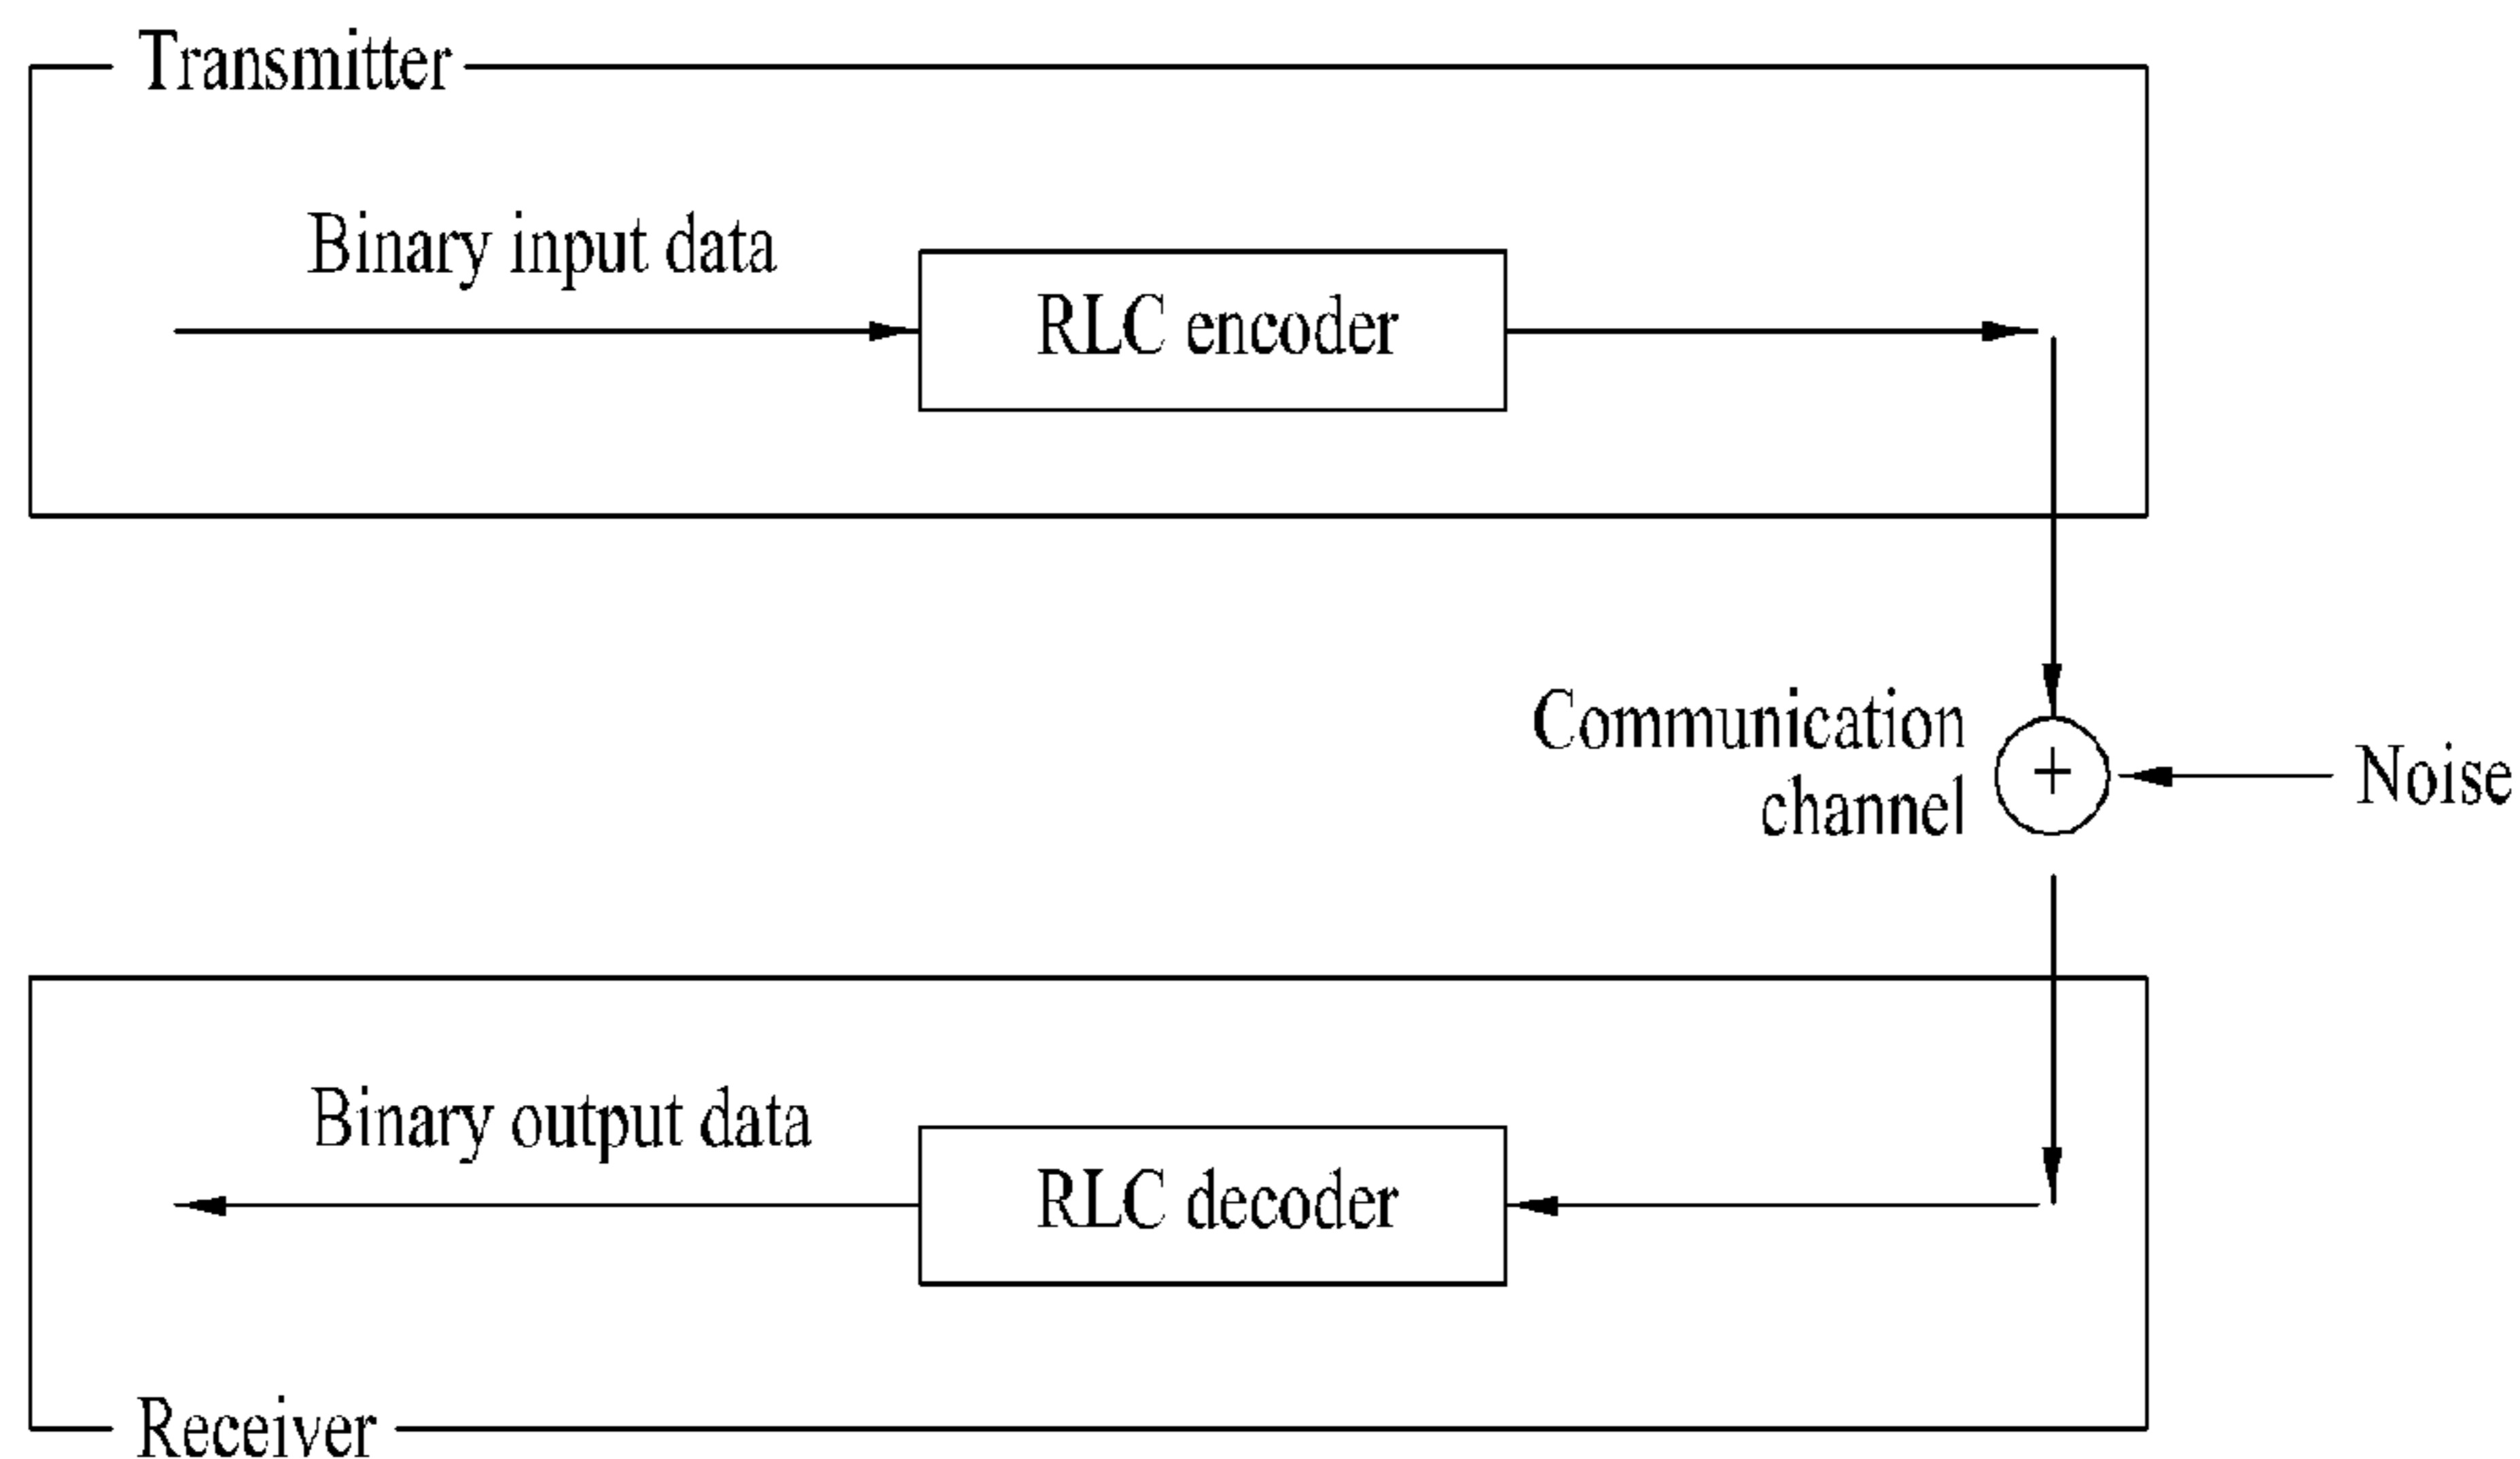 Transmitter
Binary input data
RLC encoder
Communication
channel
+
Noise
Binary output data
RLC decoder
Receiver